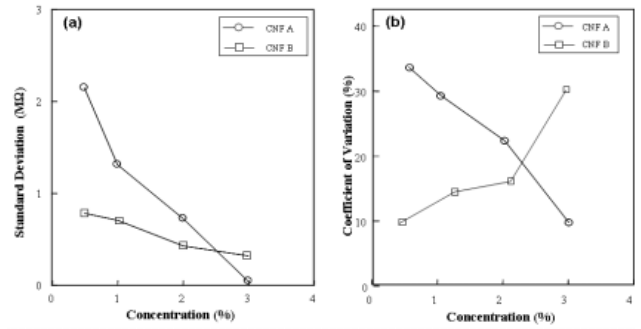 (a)
CNF A
CNF B
3
2
1
0
Standard Deviation (MΩ)
0 1 2 3 4
Concentration (%)
(b)
CNF A
CNF B
40
30
20
10
0
Coefficient of Variation (%)
0 1 2 3 4
Concentration (%)